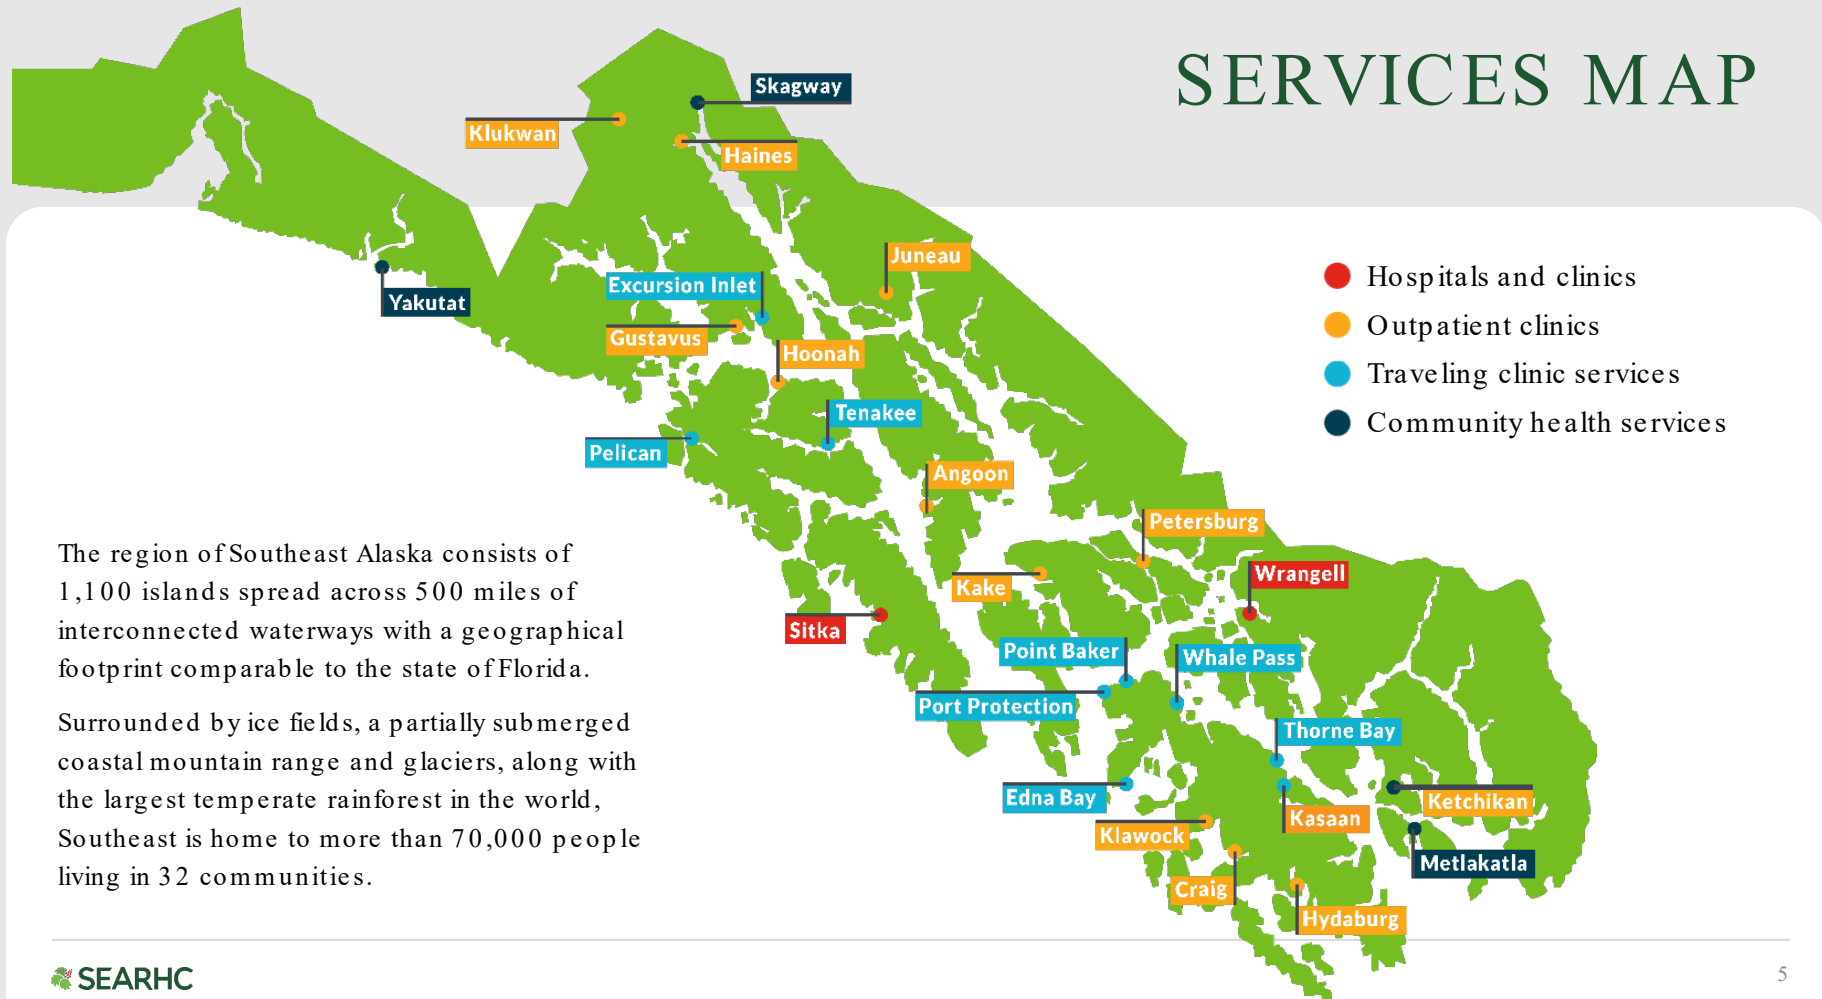 SERVICES MAP
Skagway
Klukwan
Haines
Juneau
Excursion Inlet
Yakutat
Gustavus
Hoonah
Tenakee
Pelican
Angoon
Petersburg
Wrangell
Kake
Sitka
Point Baker
Whale Pass
Port Protection
Thorne Bay
Edna Bay
Ketchikan
Kasaan
Klawock
Metlakatla
Craig
Hydaburg
Hospitals and clinics
Outpatient clinics
Traveling clinic services
Community health services
The region of Southeast Alaska consists of
1,100 islands spread across 500 miles of
interconnected waterways with a geographical
footprint comparable to the state of Florida.
Surrounded by ice fields, a partially submerged
coastal mountain range and glaciers, along with
the largest temperate rainforest in the world,
Southeast is home to more than 70,000 people
living in 32 communities.
SEARHC
5